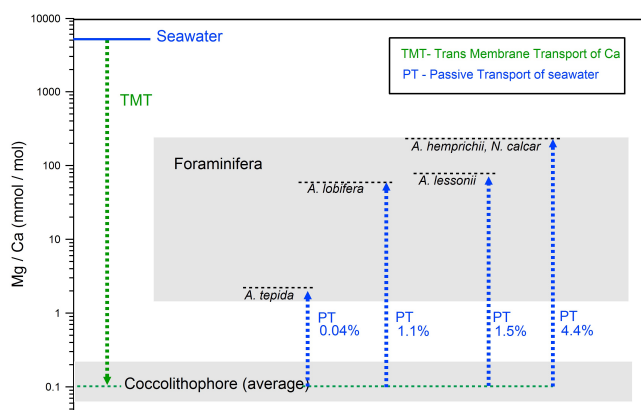 10000
1000
100
10
1
0.1
Mg / Ca (mmol / mol)
Seawater
TMT
TMT- Trans Membrane Transport of Ca
PT - Passive Transport of seawater
Foraminifera
A. hemprichii, N. calcar
A. lobifera
A. lessonii
A. tepida
PT
0.04%
PT
1.1%
PT
1.5%
PT
4.4%
Coccolithophore (average)